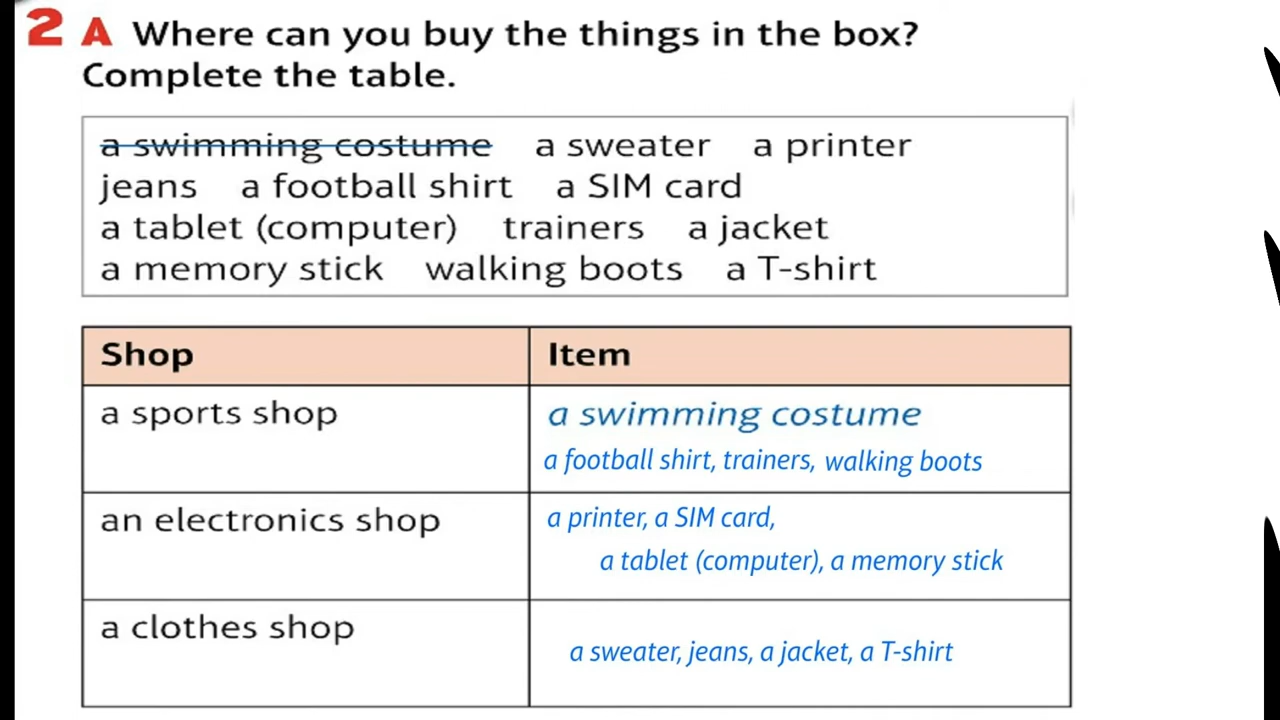 2 A Where can you buy the things in the box?
Complete the table.
a swimming costume a sweater a printer
jeans a football shirt a SIM card
a tablet (computer) trainers a jacket
a memory stick walking boots a T-shirt
Shop Item
a sports shop a swimming costume
a football shirt, trainers, walking boots
an electronics shop a printer, a SIM card,
a tablet (computer), a memory stick
a clothes shop
a sweater, jeans, a jacket, a T-shirt